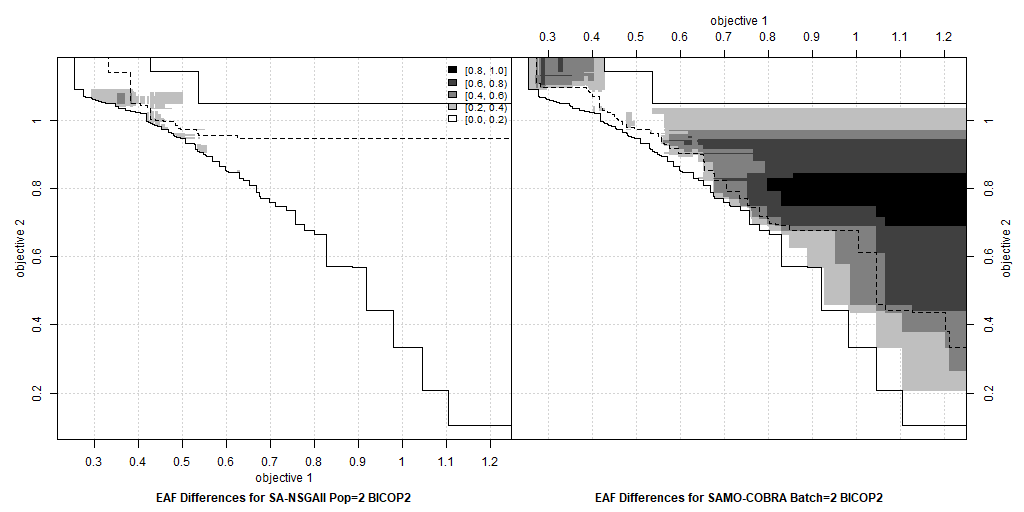 objective 1
0.3 0.4 0.5 0.6 0.7 0.8 0.9 1 1.1 1.2
[0.8, 1.0]
[0.6, 0.8)
[0.4, 0.6)
[0.2, 0.4)
[0.0, 0.2)
objective 2
1
0.8
0.6
0.4
0.2
0.3 0.4 0.5 0.6 0.7 0.8 0.9 1 1.1 1.2
objective 1
EAF Differences for SA-NSGAII Pop=2 BICOP2
1
0.8
0.6
0.4
0.2
objective 2
EAF Differences for SAMO-COBRA Batch=2 BICOP2